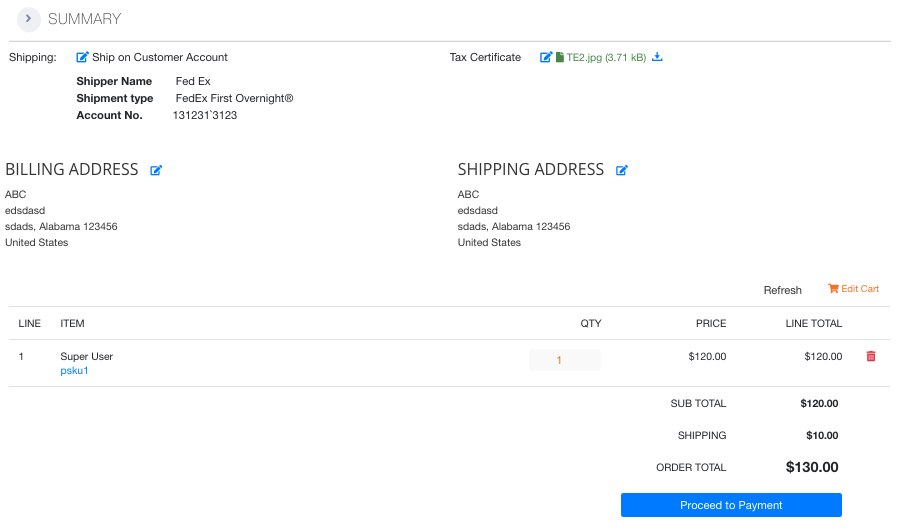 SUMMARY
Shipping: Ship on Customer Account
Tax Certificate TE2.jpg (3.71 kB)
Shipper Name Fed Ex
Shipment type FedEx First Overnight®
Account No. 131231`3123
BILLING ADDRESS
ABC
edsdasd
sdads, Alabama 123456
United States
SHIPPING ADDRESS
ABC
edsdasd
sdads, Alabama 123456
United States
Refresh Edit Cart
LINE ITEM QTY PRICE LINE TOTAL
1 Super User 1 $120.00 $120.00
psku1
SUB TOTAL $120.00
SHIPPING $10.00
ORDER TOTAL $130.00
Proceed to Payment